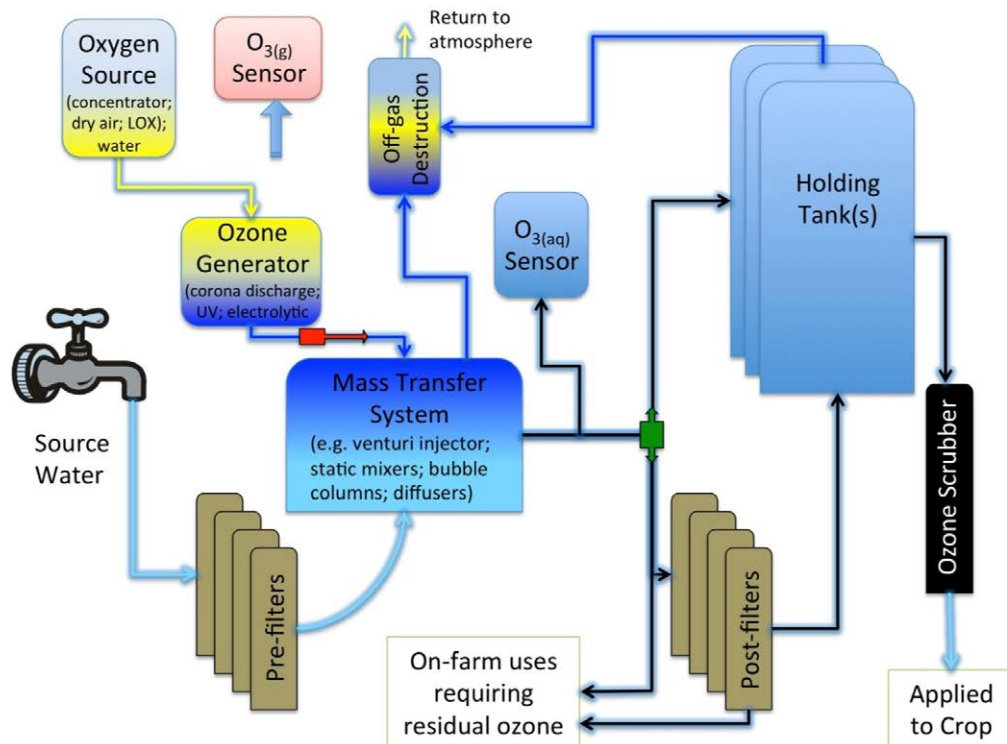 Oxygen
Source
(concentrator;
dry air; LOX);
water
O3(g)
Sensor
Return to
atmosphere
Off-gas
Destruction
Holding
Tank(s)
Ozone
Generator
(corona discharge;
UV; electrolytic
O3(aq)
Sensor
Source
Water
Mass Transfer
System
(e.g. venturi injector;
static mixers; bubble
columns; diffusers)
Pre-filters
Post-filters
Ozone Scrubber
On-farm uses
requiring
residual ozone
Applied
to Crop